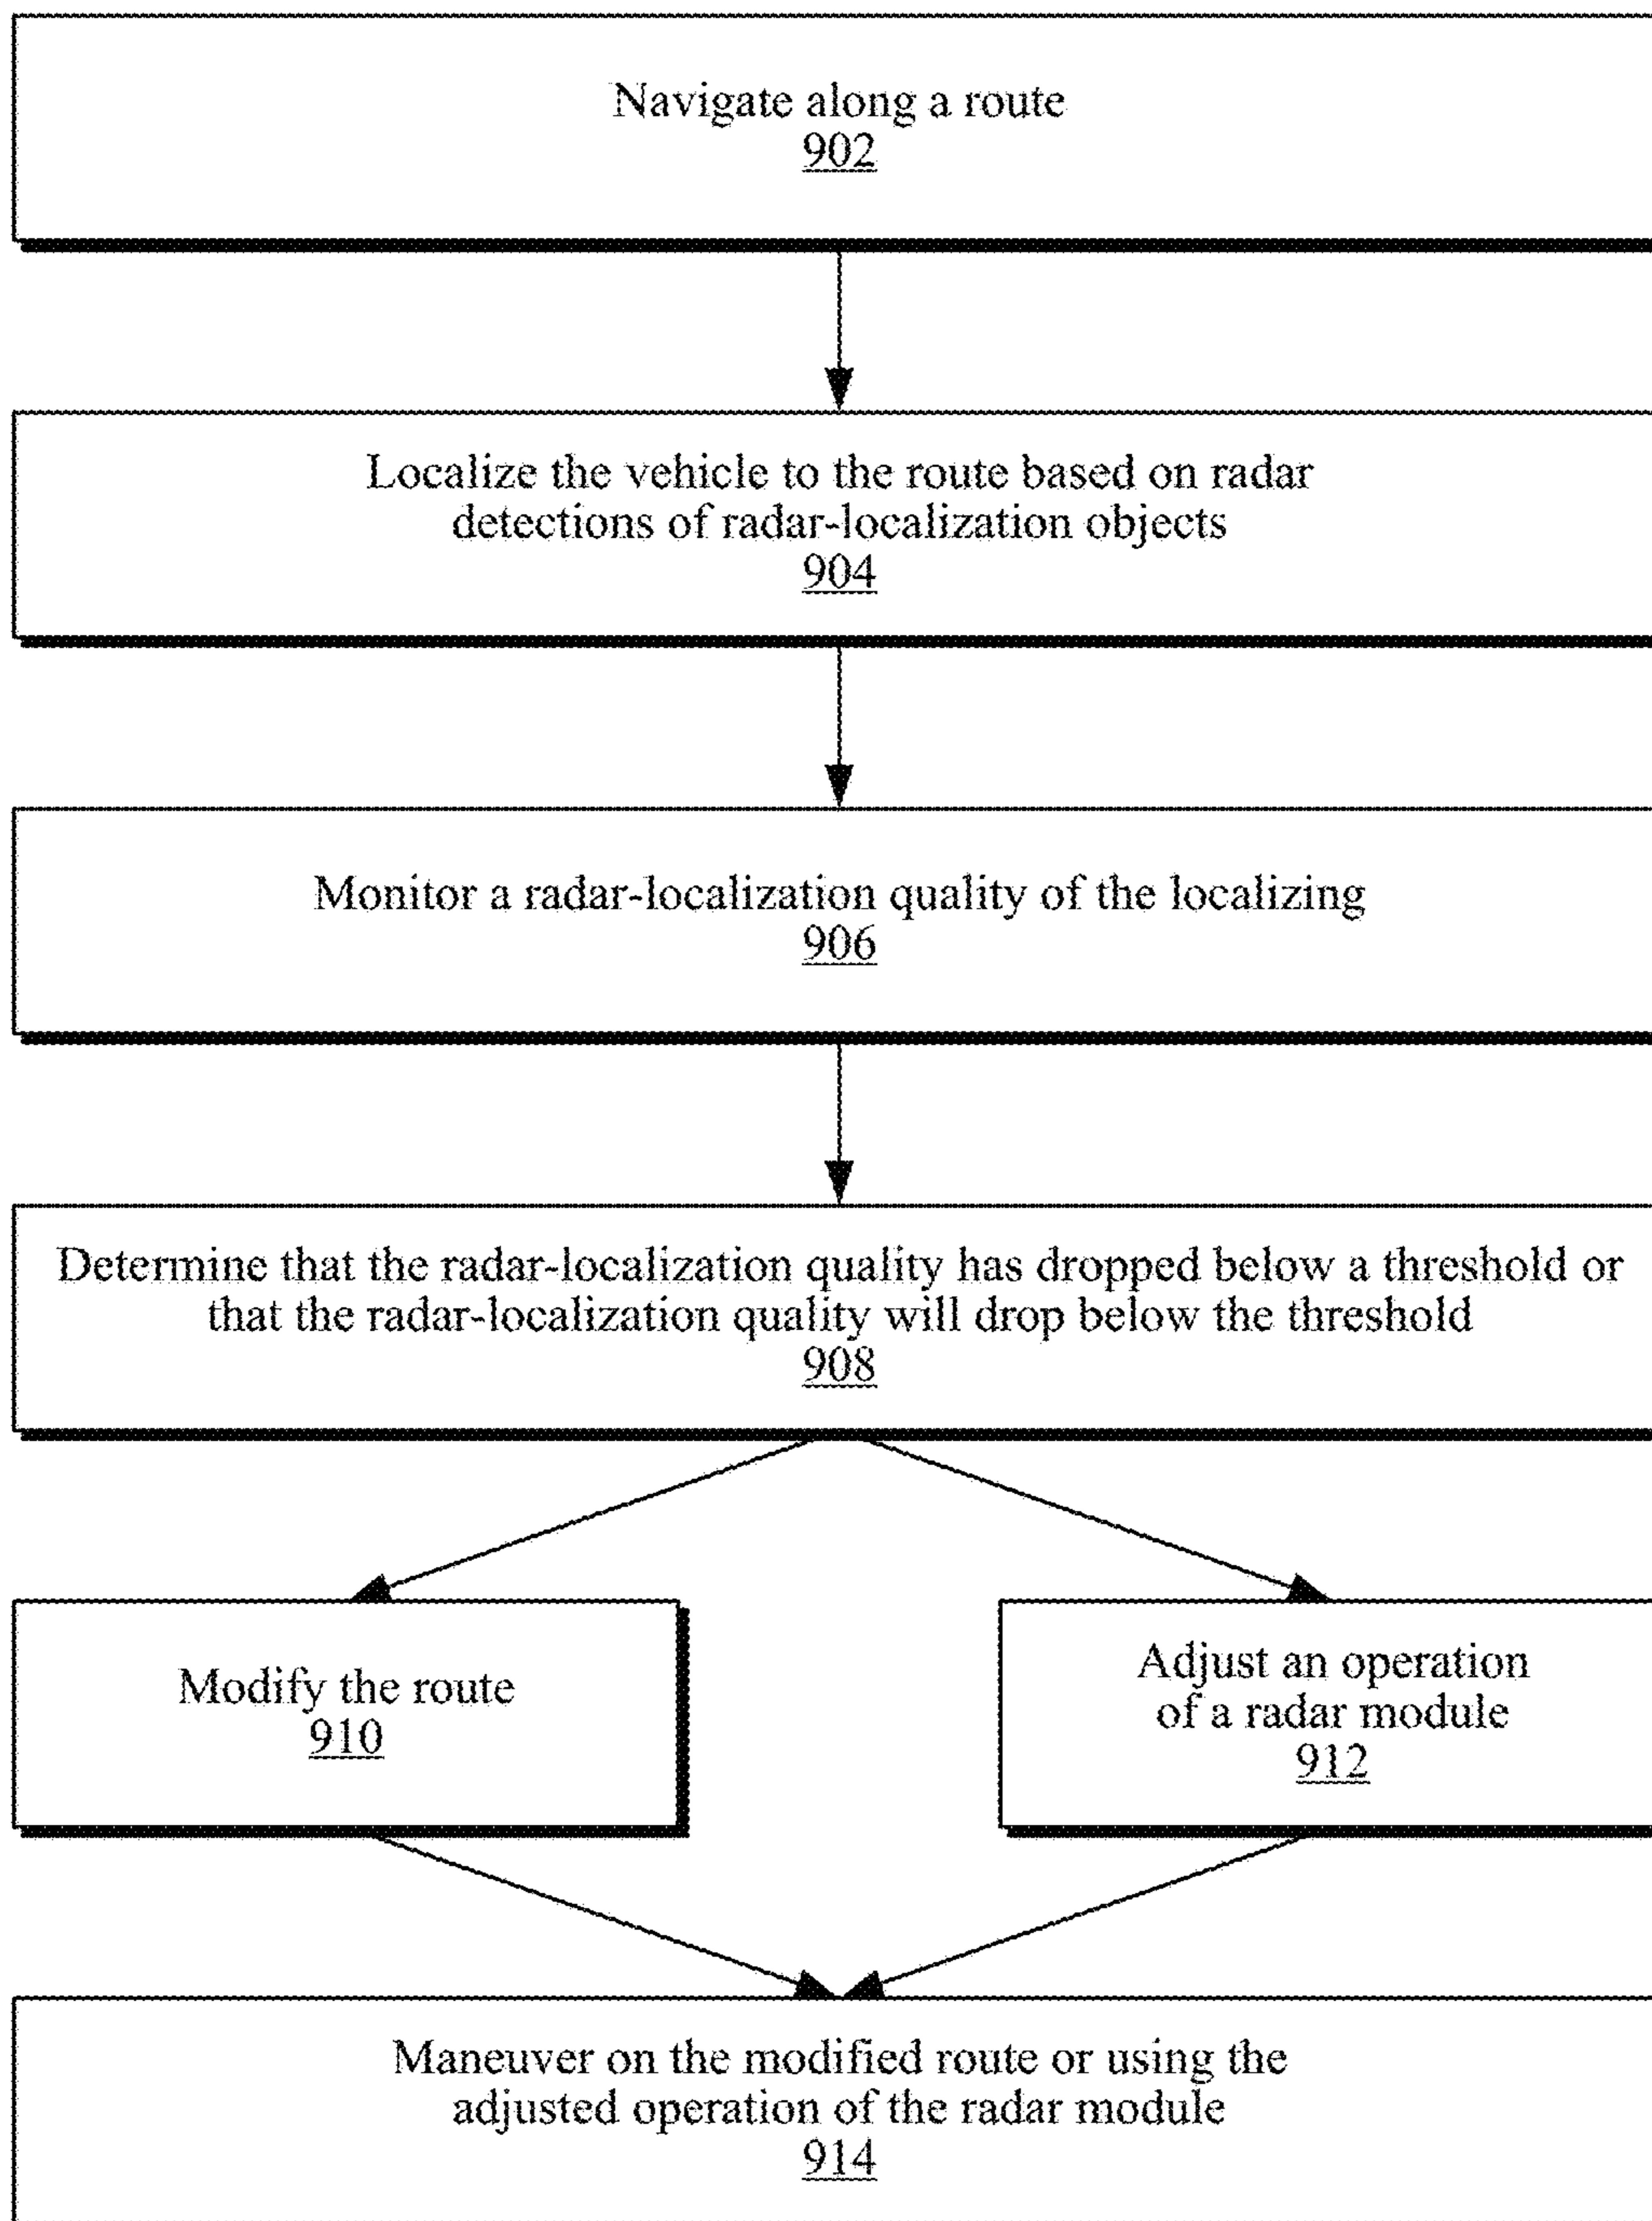 Navigate along a route
902
Localize the vehicle to the route based on radar
detections of radar-localization objects
904
Monitor a radar-localization quality of the localizing
906
Determine that the radar-localization quality has dropped below a threshold or
that the radar-localization quality will drop below the threshold
908
Modify the route
910
Adjust an operation
of a radar module
912
Maneuver on the modified route or using the
adjusted operation of the radar module
914